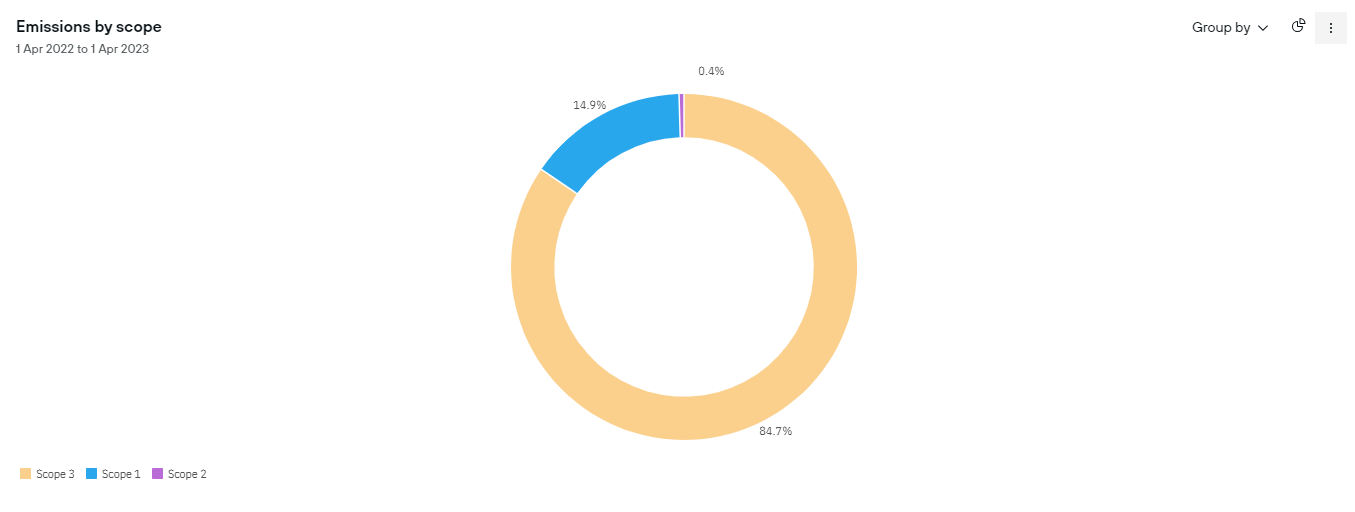 Emissions by scope
Group by
1 Apr 2022 to 1 Apr 2023
0.4%
14.9%
84.7%
Scope 3
Scope 1
Scope 2